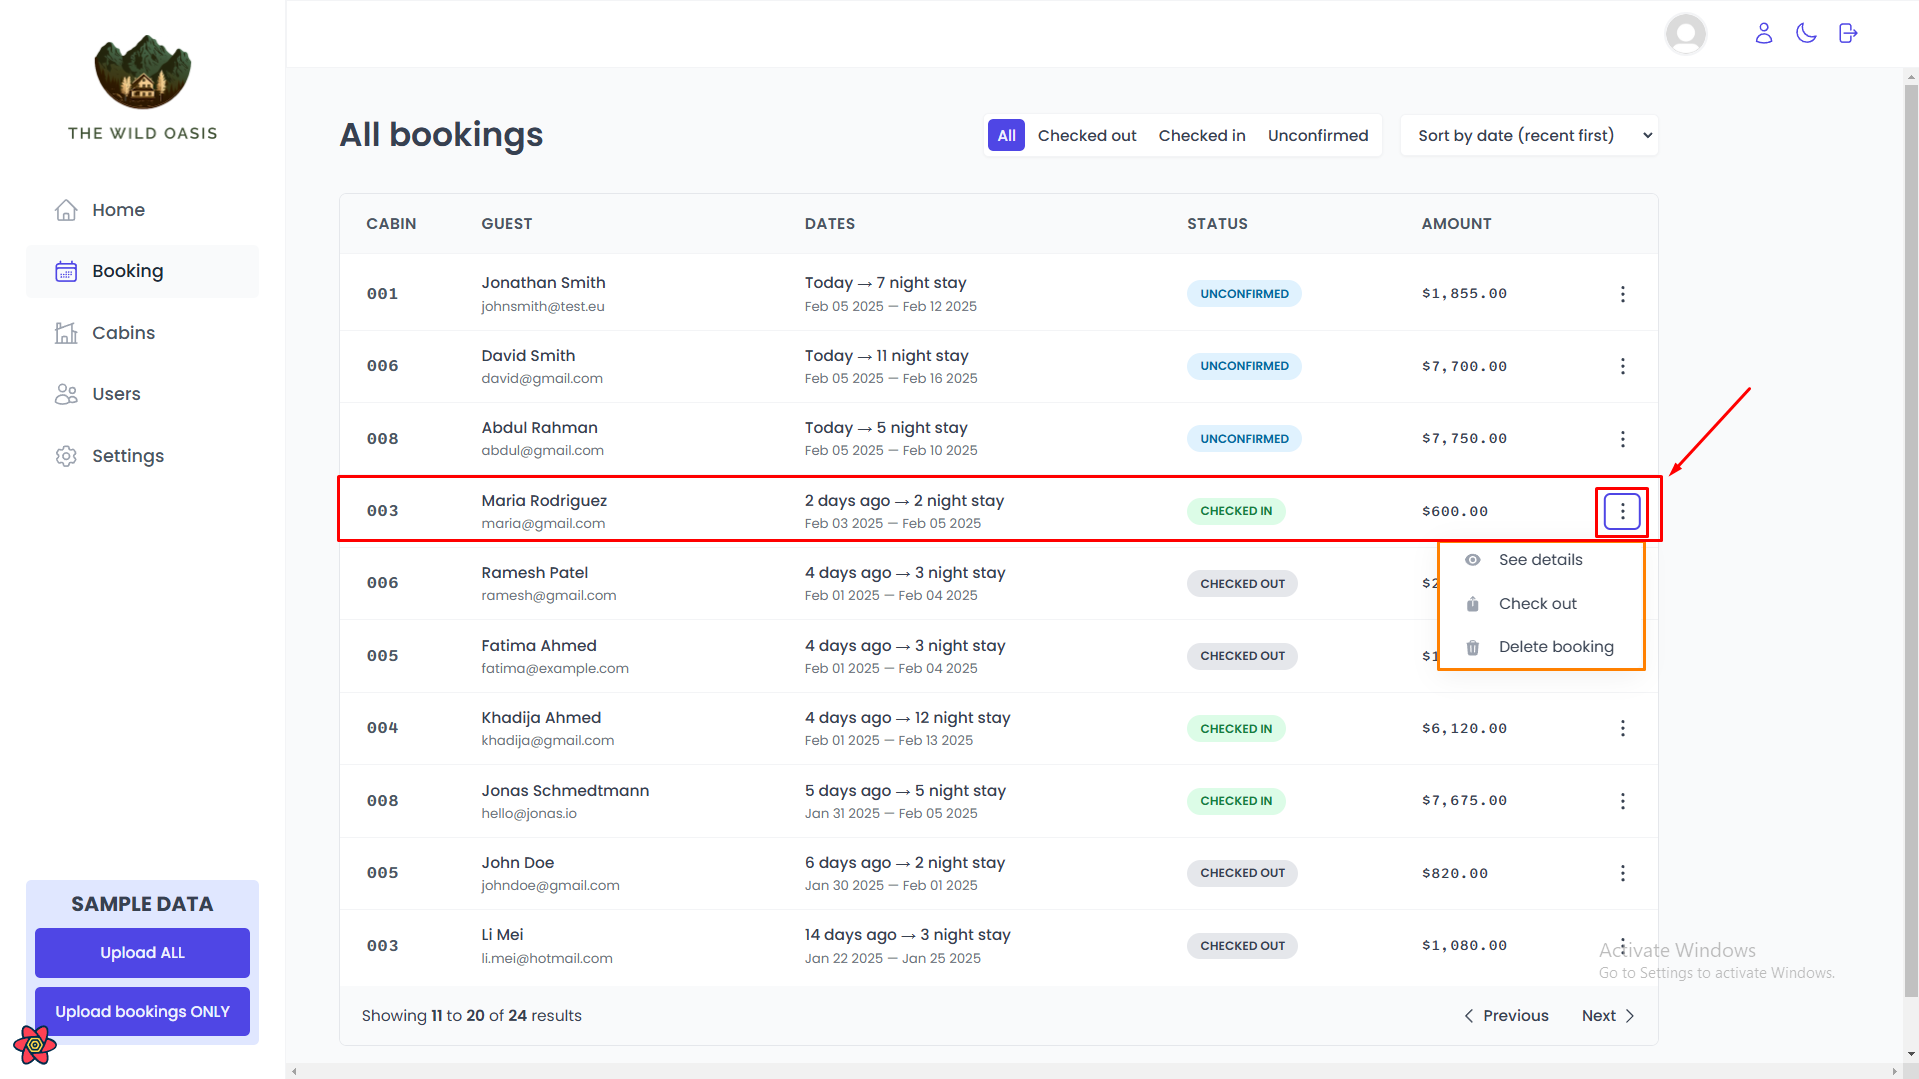 THE WILD OASIS
Home
Booking
Cabins
Users
Settings
SAMPLE DATA
Upload ALL
Upload bookings ONLY
All bookings
All Checked out Checked in Unconfirmed
Sort by date (recent first)
CABIN GUEST DATES STATUS AMOUNT
001 Jonathan Smith Today → 7 night stay UNCONFIRMED $1,855.00
johnsmith@test.eu Feb 05 2025 — Feb 12 2025
006 David Smith Today → 11 night stay UNCONFIRMED $7,700.00
david@gmail.com Feb 05 2025 — Feb 16 2025
008 Abdul Rahman Today → 5 night stay UNCONFIRMED $7,750.00
abdul@gmail.com Feb 05 2025 — Feb 10 2025
003 Maria Rodriguez 2 days ago → 2 night stay CHECKED IN $600.00
maria@gmail.com Feb 03 2025 — Feb 05 2025
See details
Check out
Delete booking
006 Ramesh Patel 4 days ago → 3 night stay CHECKED OUT
ramesh@gmail.com Feb 01 2025 — Feb 04 2025
005 Fatima Ahmed 4 days ago → 3 night stay CHECKED OUT
fatima@example.com Feb 01 2025 — Feb 04 2025
004 Khadija Ahmed 4 days ago → 12 night stay CHECKED IN $6,120.00
khadija@gmail.com Feb 01 2025 — Feb 13 2025
008 Jonas Schmedtmann 5 days ago → 5 night stay CHECKED IN $7,675.00
hello@jonas.io Jan 31 2025 — Feb 05 2025
005 John Doe 6 days ago → 2 night stay CHECKED OUT $820.00
johndoe@gmail.com Jan 30 2025 — Feb 01 2025
003 Li Mei 14 days ago → 3 night stay CHECKED OUT $1,080.00
li.mei@hotmail.com Jan 22 2025 — Jan 25 2025
Activate Windows
Go to Settings to activate Windows.
Showing 11 to 20 of 24 results
Previous Next